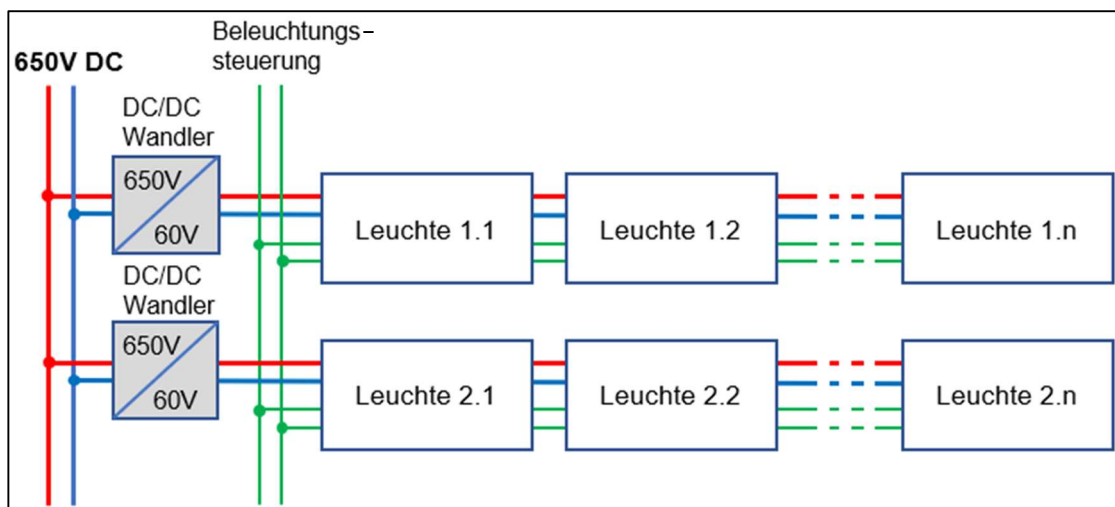 Beleuchtungs-
steuerung
650V DC
DC/DC
Wandler
650V
60V
Leuchte 1.1
Leuchte 1.2
Leuchte 1.n
DC/DC
Wandler
650V
60V
Leuchte 2.1
Leuchte 2.2
Leuchte 2.n